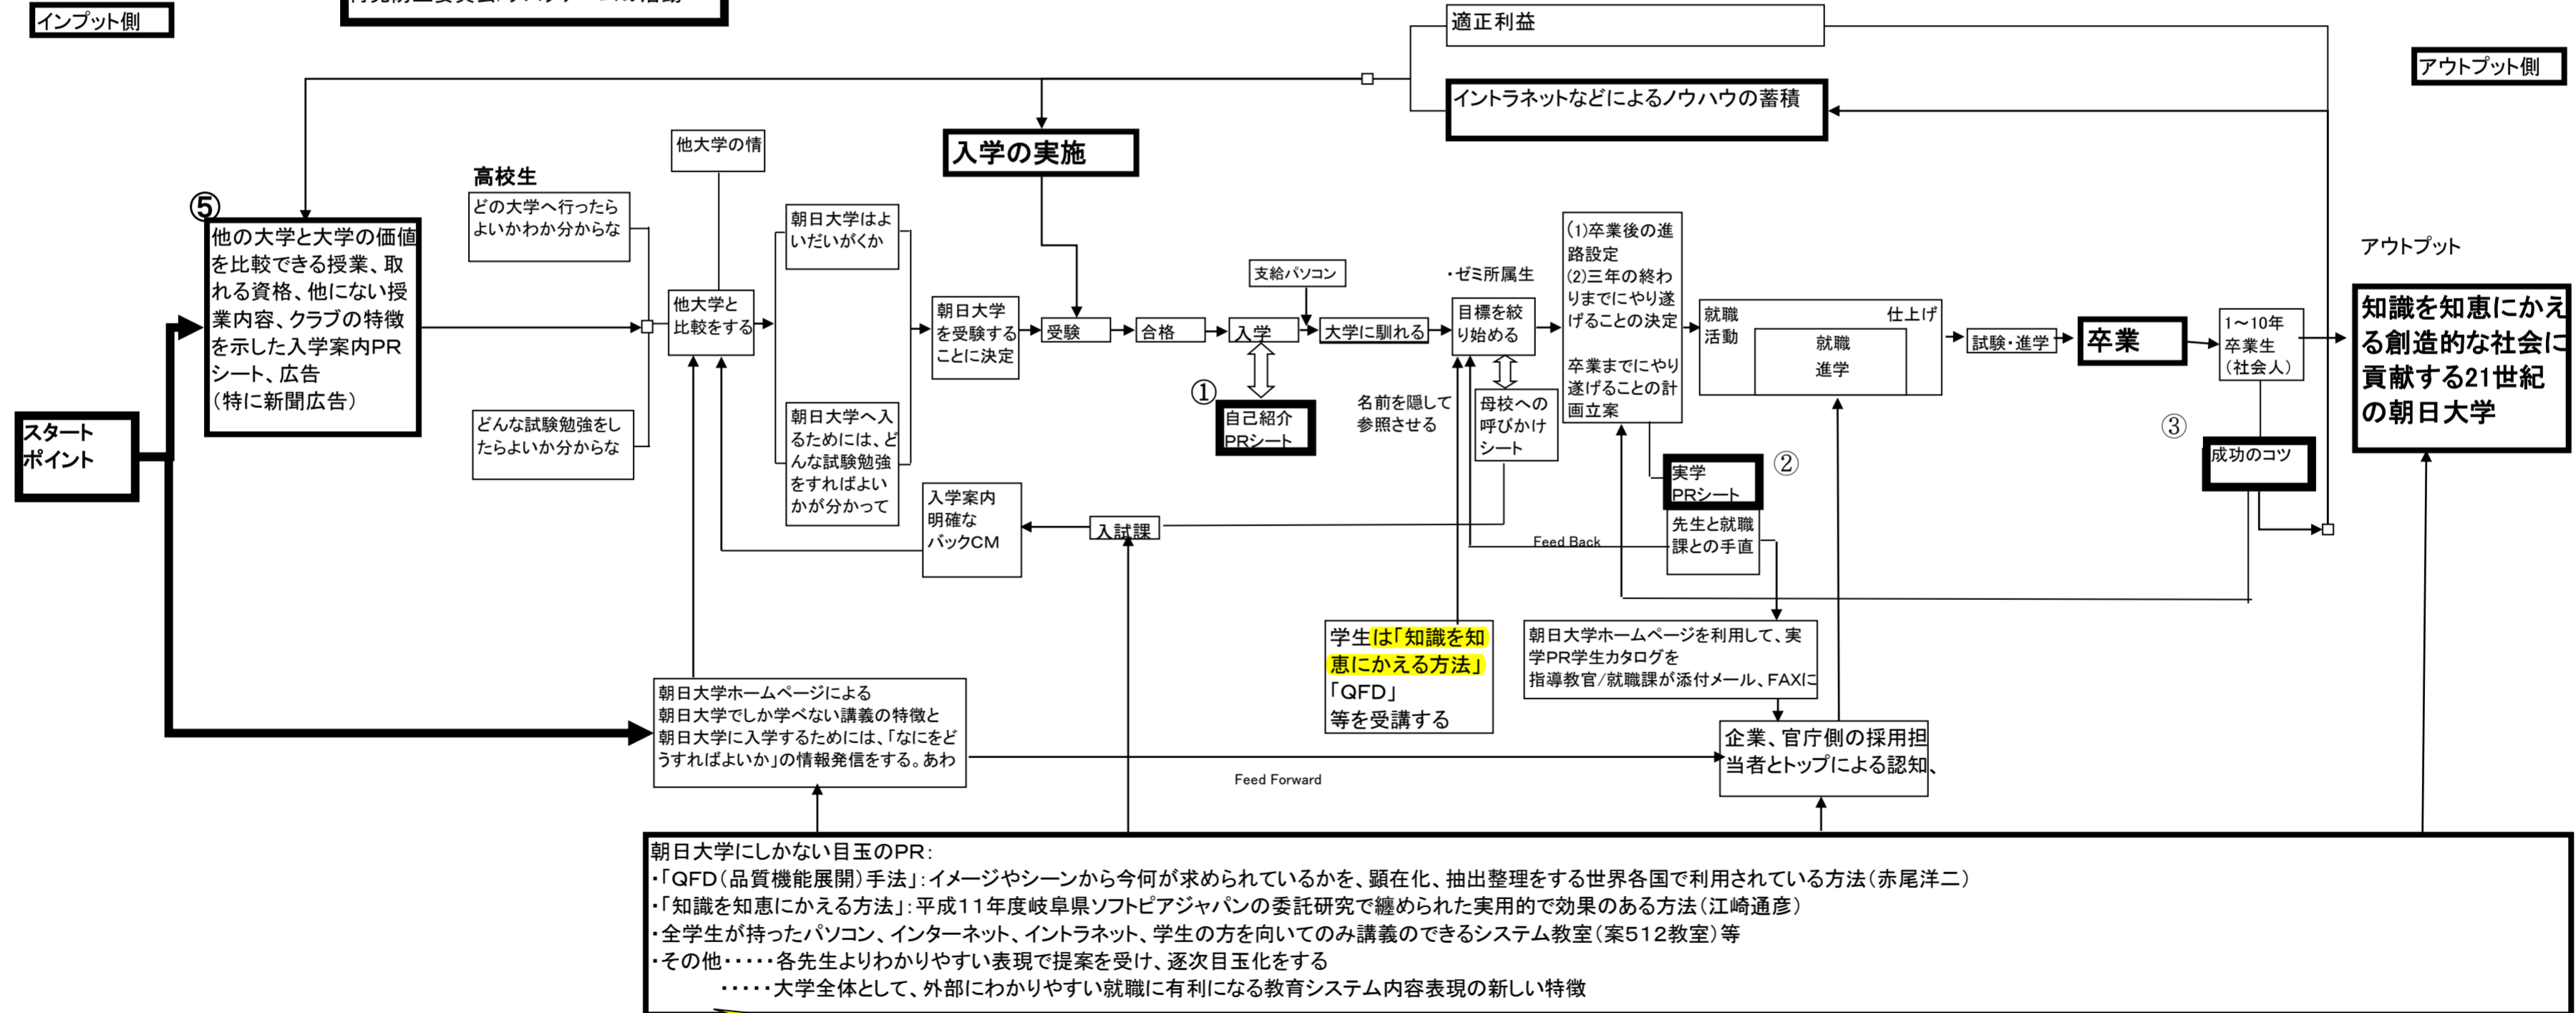 インプット側
適正利益
アウトプット側
イントラネットなどによるノウハウの蓄積
他大学の情
入学の実施
高校生
どの大学へ行ったら
よいかわか分からな
⑤
他の大学と大学の価値
を比較できる授業、取
れる資格、他にない授
業内容、クラブの特徴
を示した入学案内PR
シート、広告
(特に新聞広告)
朝日大学はよ
いだいがくか
他大学と
比較をする
朝日大学
を受験する
ことに決定
受験
合格
支給パソコン
入学
大学に馴れる
・ゼミ所属生
目標を絞
り始める
(1)卒業後の進
路設定
(2)三年の終わ
りまでにやり遂
げることの決定
卒業までにやり
遂げることの計
画立案
就職
活動
仕上げ
就職
進学
試験・進学
卒業
1～10年
卒業生
(社会人)
アウトプット
知識を知恵にかえ
る創造的な社会に
貢献する21世紀
の朝日大学
スタート
ポイント
どんな試験勉強をし
たらよいか分からな
朝日大学へ入
るためには、ど
んな試験勉強
をすればよい
かが分かって
①
自己紹介
PRシート
名前を隠して
参照させる
母校への
呼びかけ
シート
②
実学
PRシート
先生と就職
課との手直
③
成功のコツ
入学案内
明確な
バックCM
入試課
Feed Back
学生は「知識を知
恵にかえる方法」
「QFD」
等を受講する
朝日大学ホームページを利用して、実
学PR学生カタログを
指導教官/就職課が添付メール、FAXに
朝日大学ホームページによる
朝日大学でしか学べない講義の特徴と
朝日大学に入学するためには、「なにをど
うすればよいか」の情報発信をする。あわ
企業、官庁側の採用担
当者とトップによる認知、
Feed Forward
朝日大学にしかない目玉のPR:
・「QFD(品質機能展開)手法」:イメージやシーンから今何が求められているかを、顕在化、抽出整理をする世界各国で利用されている方法(赤尾洋二)
・「知識を知恵にかえる方法」:平成11年度岐阜県ソフトピアジャパンの委託研究で纏められた実用的で効果のある方法(江崎通彦)
・全学生が持ったパソコン、インターネット、イントラネット、学生の方を向いてのみ講義のできるシステム教室(案512教室)等
・その他・・・・・各先生よりわかりやすい表現で提案を受け、逐次目玉化をする
・・・・・大学全体として、外部にわかりやすい就職に有利になる教育システム内容表現の新しい特徴